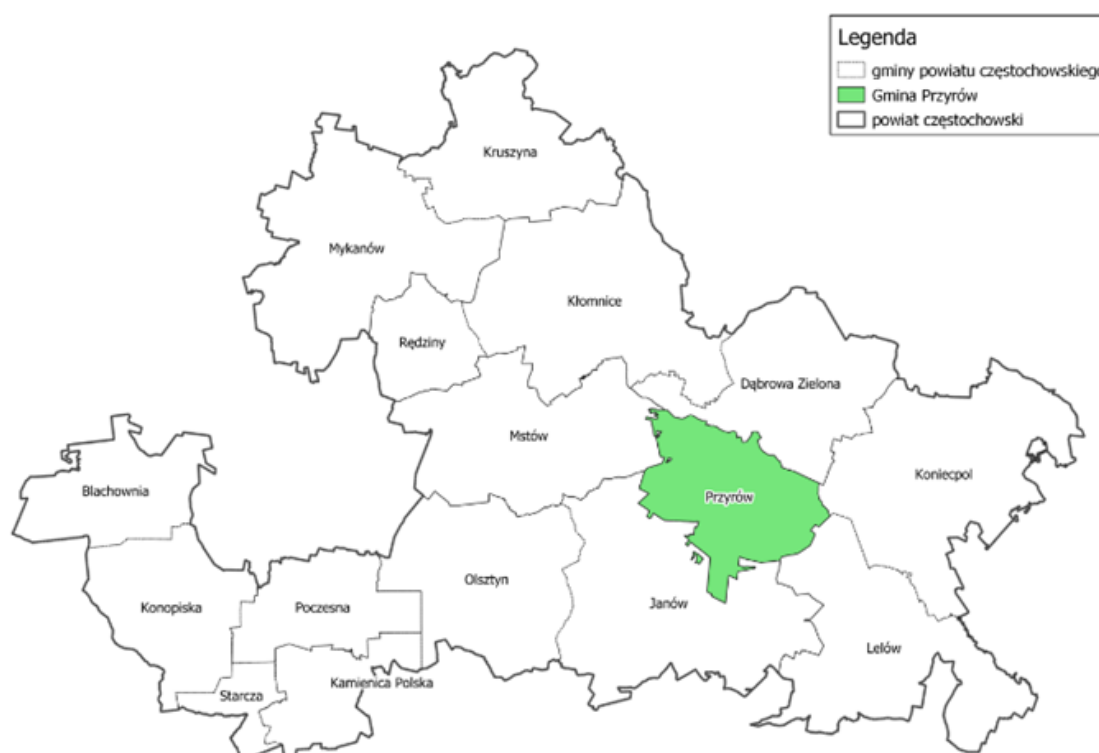 Legenda
gminy powiatu częstochowskiego
Gmina Przyrów
powiat częstochowski
Kruszyna
Mykanów
Kłomnice
Rędziny
Dąbrowa Zielona
Mstów
Koniecpol
Blachownia
Przyrów
Olsztyn
Konopiska
Poczesna
Janów
Lelów
Kamienica Polska
Starcza